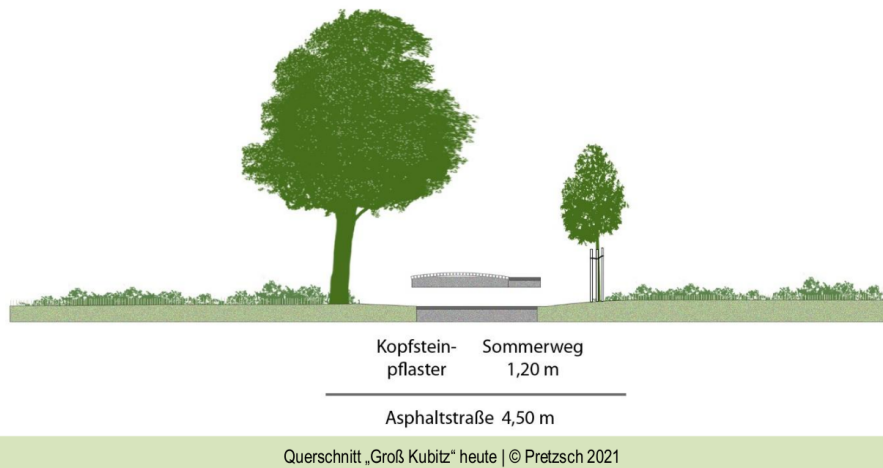 Kopfstein- Sommerweg
pflaster 1,20 m
Asphaltstraße 4,50 m
Querschnitt „Groß Kubitz“ heute | © Pretzsch 2021